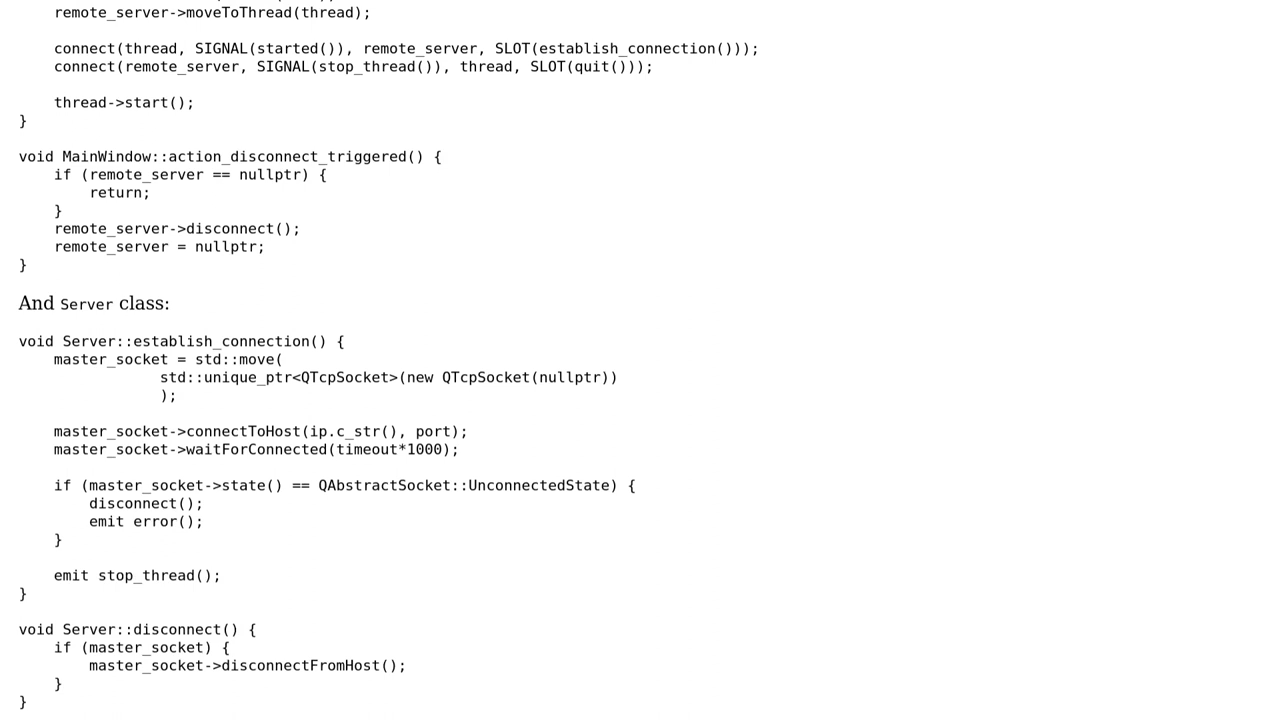 remote_server->moveToThread(thread);
connect(thread, SIGNAL(started()), remote_server, SLOT(establish_connection()));
connect(remote_server, SIGNAL(stop_thread()), thread, SLOT(quit()));
thread->start();
}
void MainWindow::action_disconnect_triggered() {
if (remote_server == nullptr) {
return;
}
remote_server->disconnect();
remote_server = nullptr;
}
And Server class:
void Server::establish_connection() {
master_socket = std::move(
std::unique_ptr<QTcpSocket>(new QTcpSocket(nullptr))
);
master_socket->connectToHost(ip.c_str(), port);
master_socket->waitForConnected(timeout*1000);
if (master_socket->state() == QAbstractSocket::UnconnectedState) {
disconnect();
emit error();
}
emit stop_thread();
}
void Server::disconnect() {
if (master_socket) {
master_socket->disconnectFromHost();
}
}